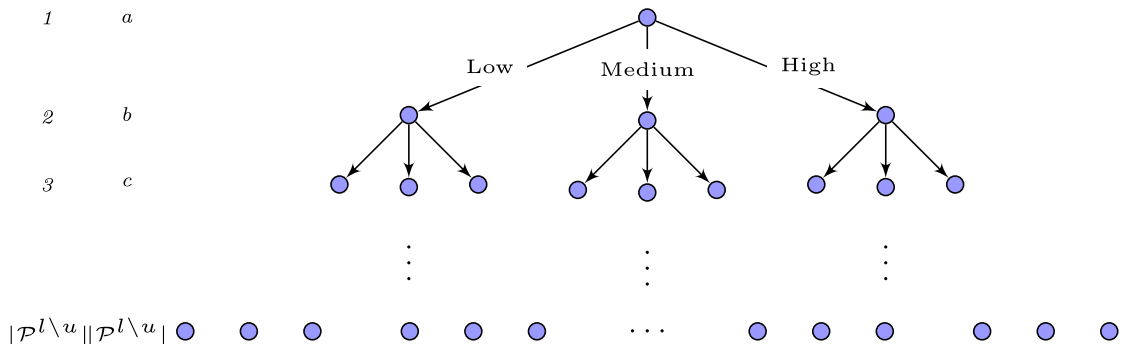 1 a
Low Medium High
2 b
3 c
⋮ ⋮ ⋮
|𝒫^{l\u}||𝒫^{l\u}| ⋯